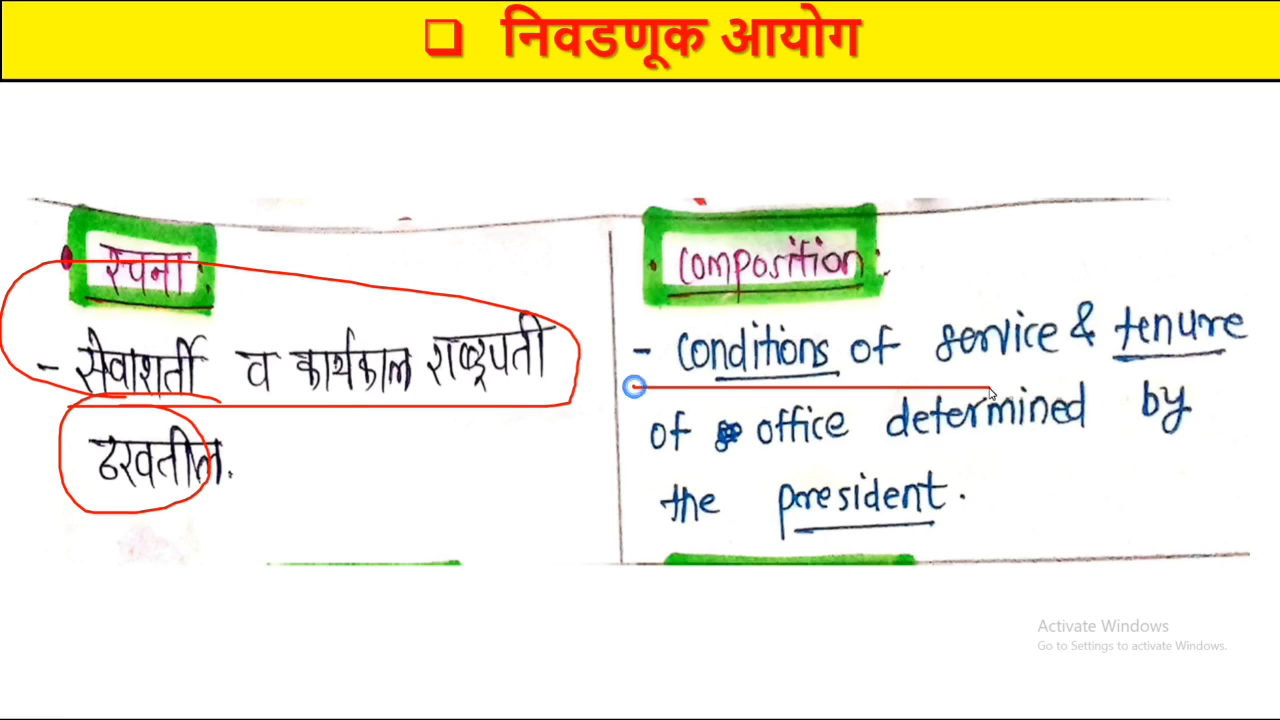 ❑ निवडणूक आयोग
रचना :
- सेवाशर्ती व कार्यकाल राष्ट्रपती
ठरवतील.
Composition :
- Conditions of service & tenure
of office determined by
the president.
Activate Windows
Go to Settings to activate Windows.